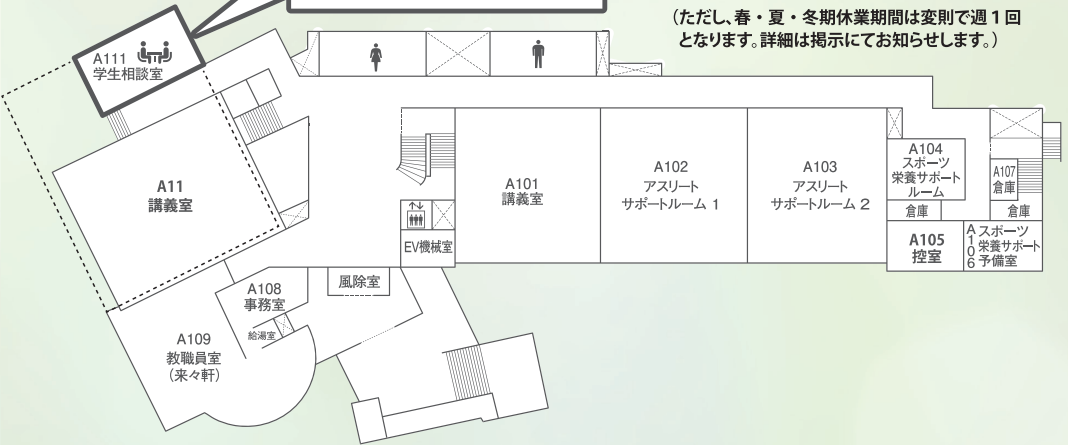 (ただし、春・夏・冬期休業期間は変則で週１回
となります。詳細は掲示にてお知らせします。)
A111
学生相談室
A11
講義室
A101
講義室
A102
アスリート
サポートルーム 1
A103
アスリート
サポートルーム 2
A104
スポーツ
栄養サポート
ルーム
A107
倉庫
倉庫
倉庫
A105
控室
A106
スポーツ
栄養サポート
予備室
EV機械室
風除室
A108
事務室
給湯室
A109
教職員室
(来々軒)